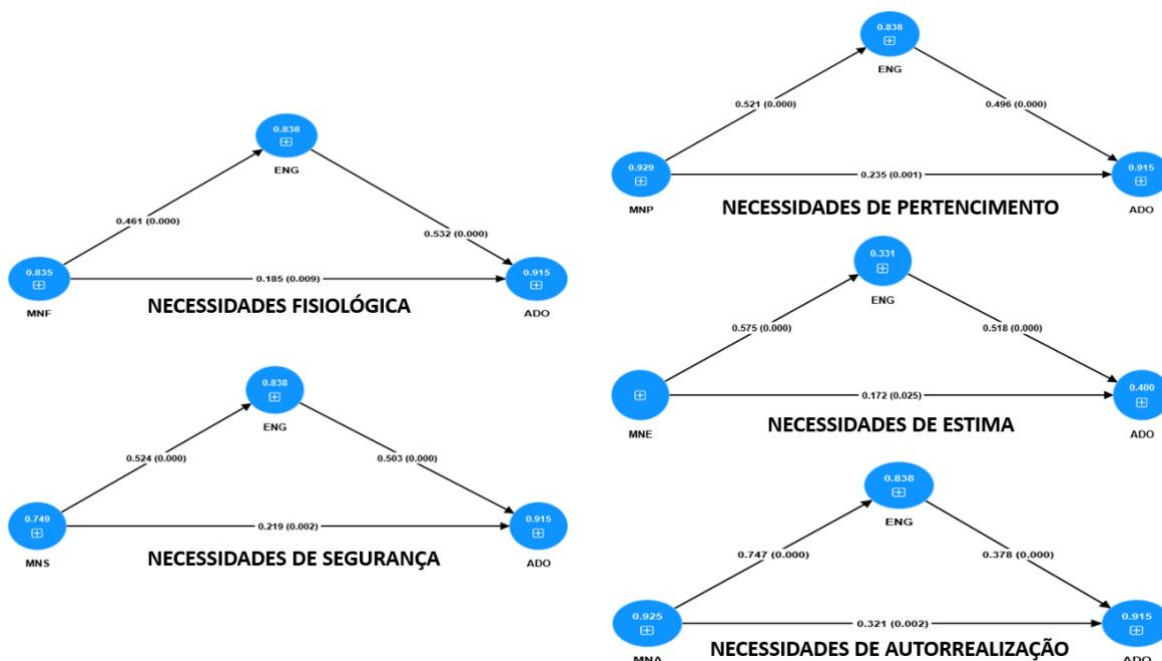 0.838
ENG
0.461 (0.000)
0.532 (0.000)
0.835
0.185 (0.009)
0.915
MNF
NECESSIDADES FISIOLÓGICA
ADO
0.838
ENG
0.524 (0.000)
0.503 (0.000)
0.749
0.219 (0.002)
0.915
MNS
NECESSIDADES DE SEGURANÇA
ADO
0.838
ENG
0.521 (0.000)
0.496 (0.000)
0.929
0.235 (0.001)
0.915
MNP
NECESSIDADES DE PERTENCIMENTO
ADO
0.331
ENG
0.575 (0.000)
0.518 (0.000)
0.172 (0.025)
0.400
MNE
NECESSIDADES DE ESTIMA
ADO
0.838
ENG
0.747 (0.000)
0.378 (0.000)
0.925
0.321 (0.002)
0.915
MNA
NECESSIDADES DE AUTORREALIZAÇÃO
ADO